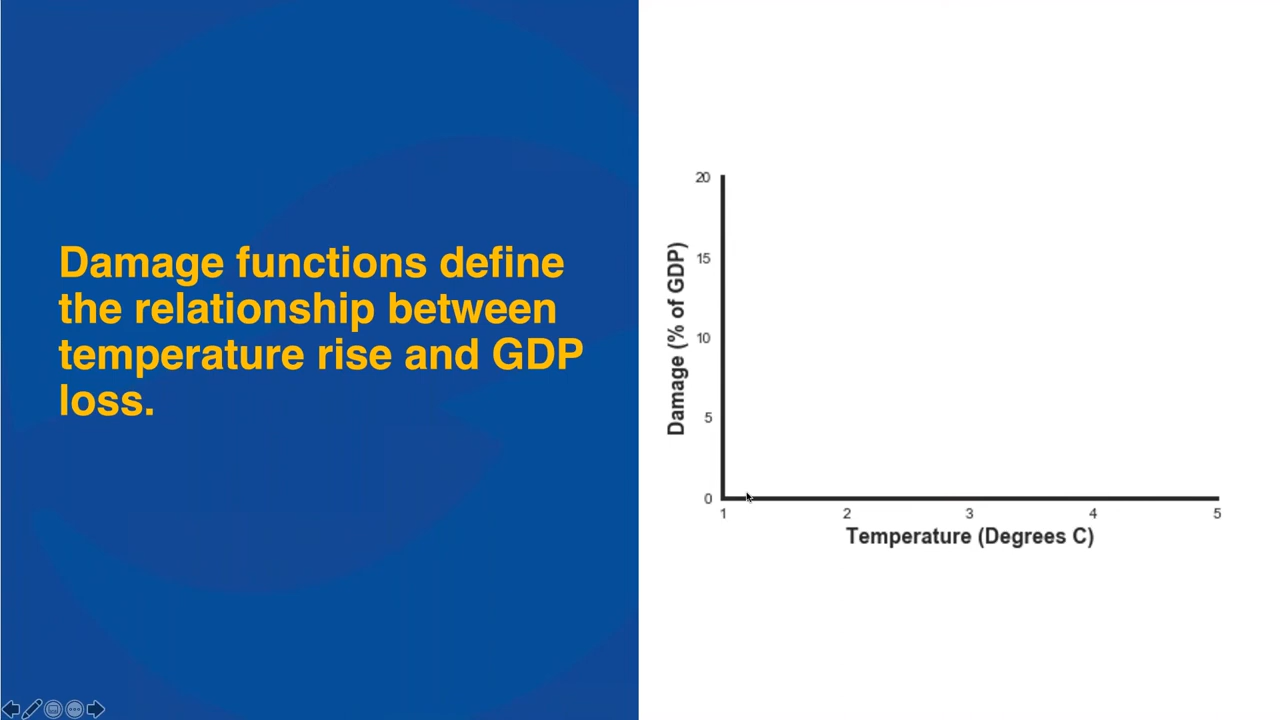 Damage functions define
the relationship between
temperature rise and GDP
loss.
Damage (% of GDP)
20
15
10
5
0
1 2 3 4 5
Temperature (Degrees C)